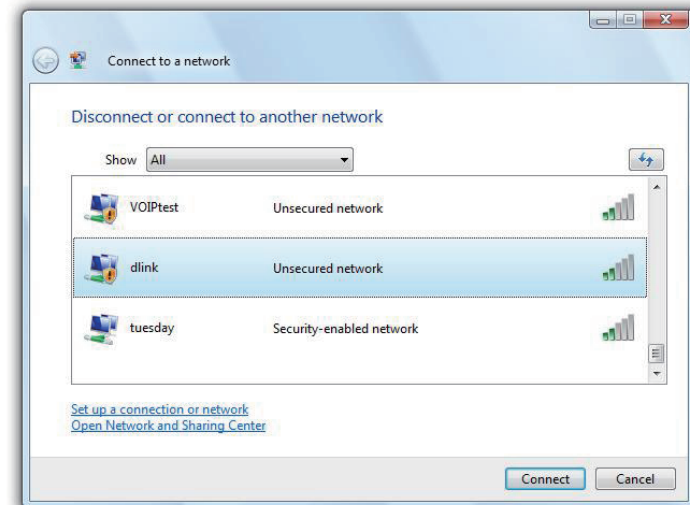 Connect to a network
Disconnect or connect to another network
Show All
VOIPtest Unsecured network
dlink Unsecured network
tuesday Security-enabled network
Set up a connection or network
Open Network and Sharing Center
Connect Cancel